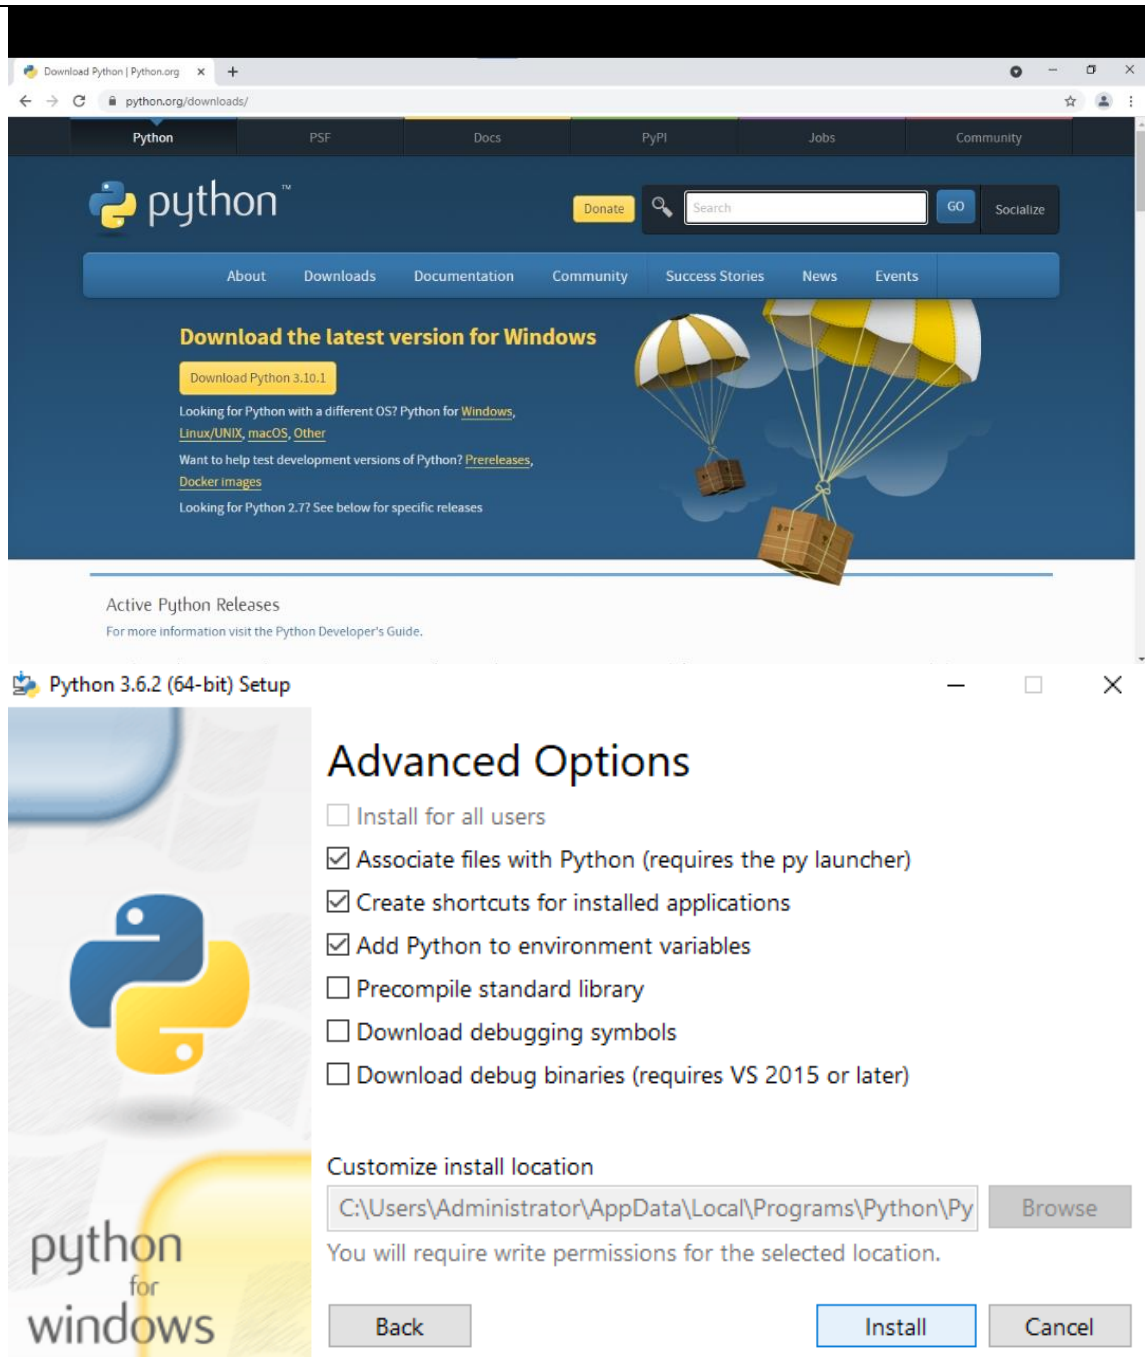 Download Python | Python.org
python.org/downloads/
Python PSF Docs PyPI Jobs Community
python™
Donate Search GO Socialize
About Downloads Documentation Community Success Stories News Events
Download the latest version for Windows
Download Python 3.10.1
Looking for Python with a different OS? Python for Windows,
Linux/UNIX, macOS, Other
Want to help test development versions of Python? Prereleases,
Docker images
Looking for Python 2.7? See below for specific releases
Active Python Releases
For more information visit the Python Developer's Guide.
Python 3.6.2 (64-bit) Setup
Advanced Options
Install for all users
Associate files with Python (requires the py launcher)
Create shortcuts for installed applications
Add Python to environment variables
Precompile standard library
Download debugging symbols
Download debug binaries (requires VS 2015 or later)
Customize install location
C:\Users\Administrator\AppData\Local\Programs\Python\Py Browse
You will require write permissions for the selected location.
python
for
windows
Back Install Cancel